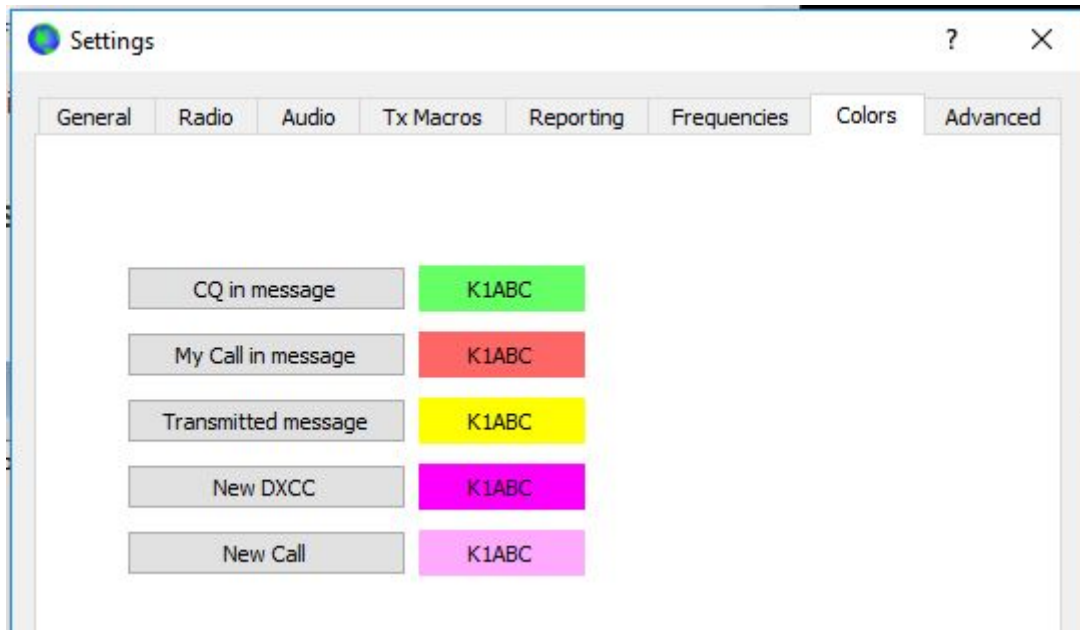 Settings ?
General Radio Audio Tx Macros Reporting Frequencies Colors Advanced
CQ in message K1ABC
My Call in message K1ABC
Transmitted message K1ABC
New DXCC K1ABC
New Call K1ABC